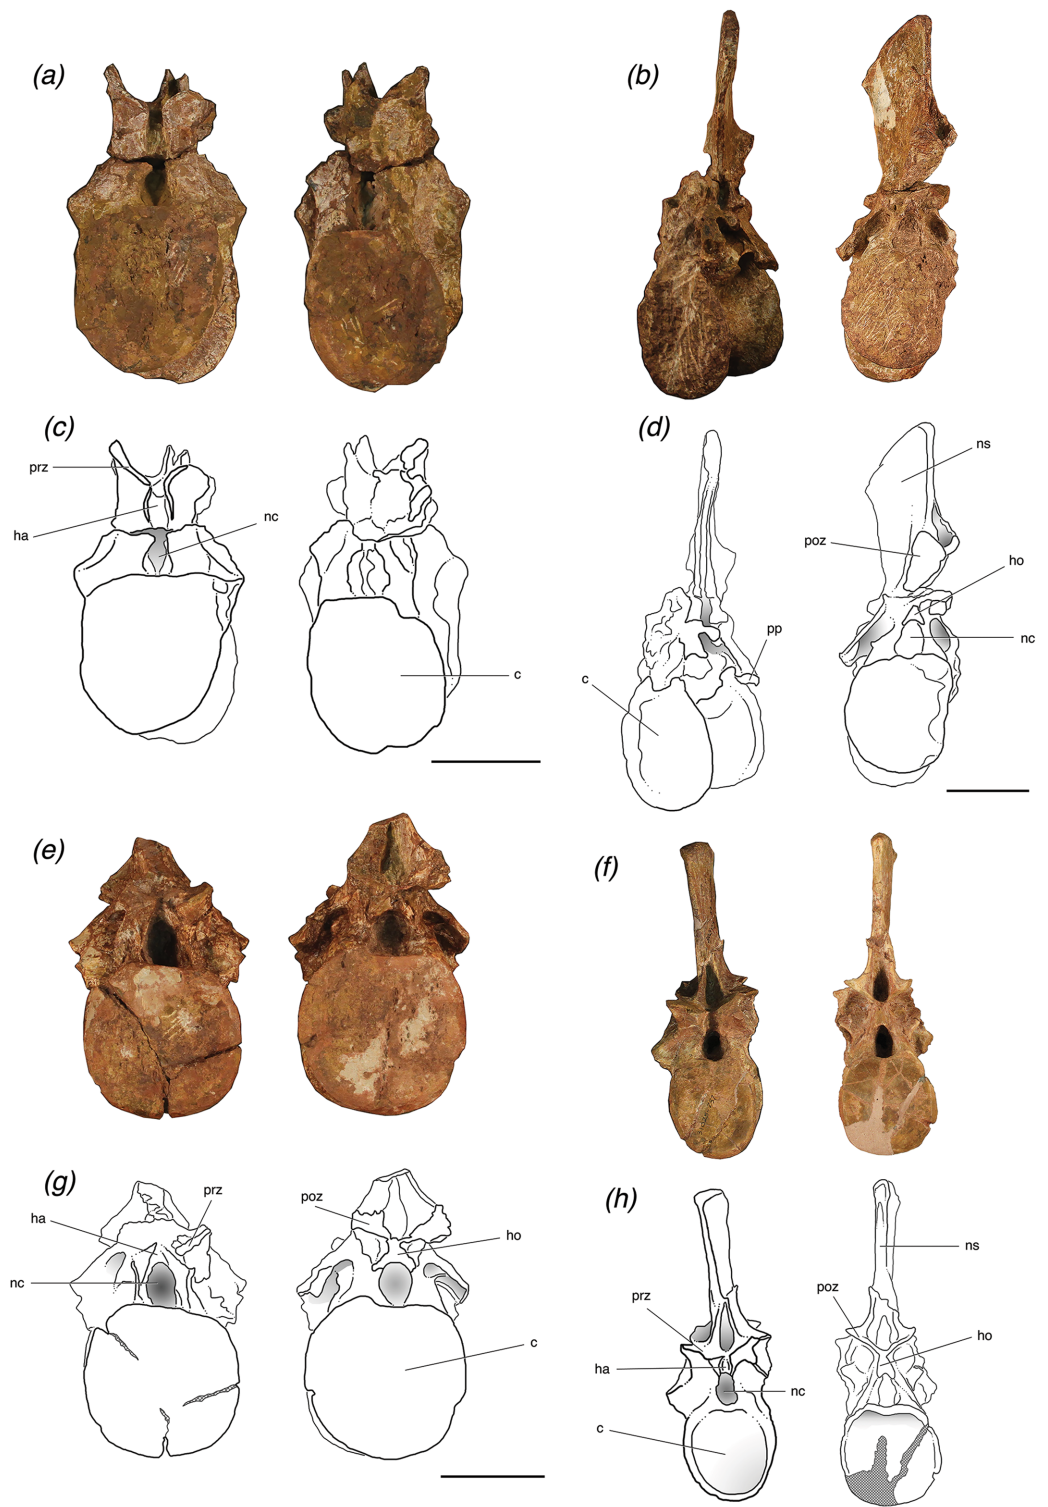 (a)
(b)
(c)
prz
ha
nc
c
(d)
ns
poz
ho
nc
pp
c
(e)
(f)
(g)
prz
ha
nc
poz
ho
c
(h)
ns
prz
poz
ho
ha
nc
c